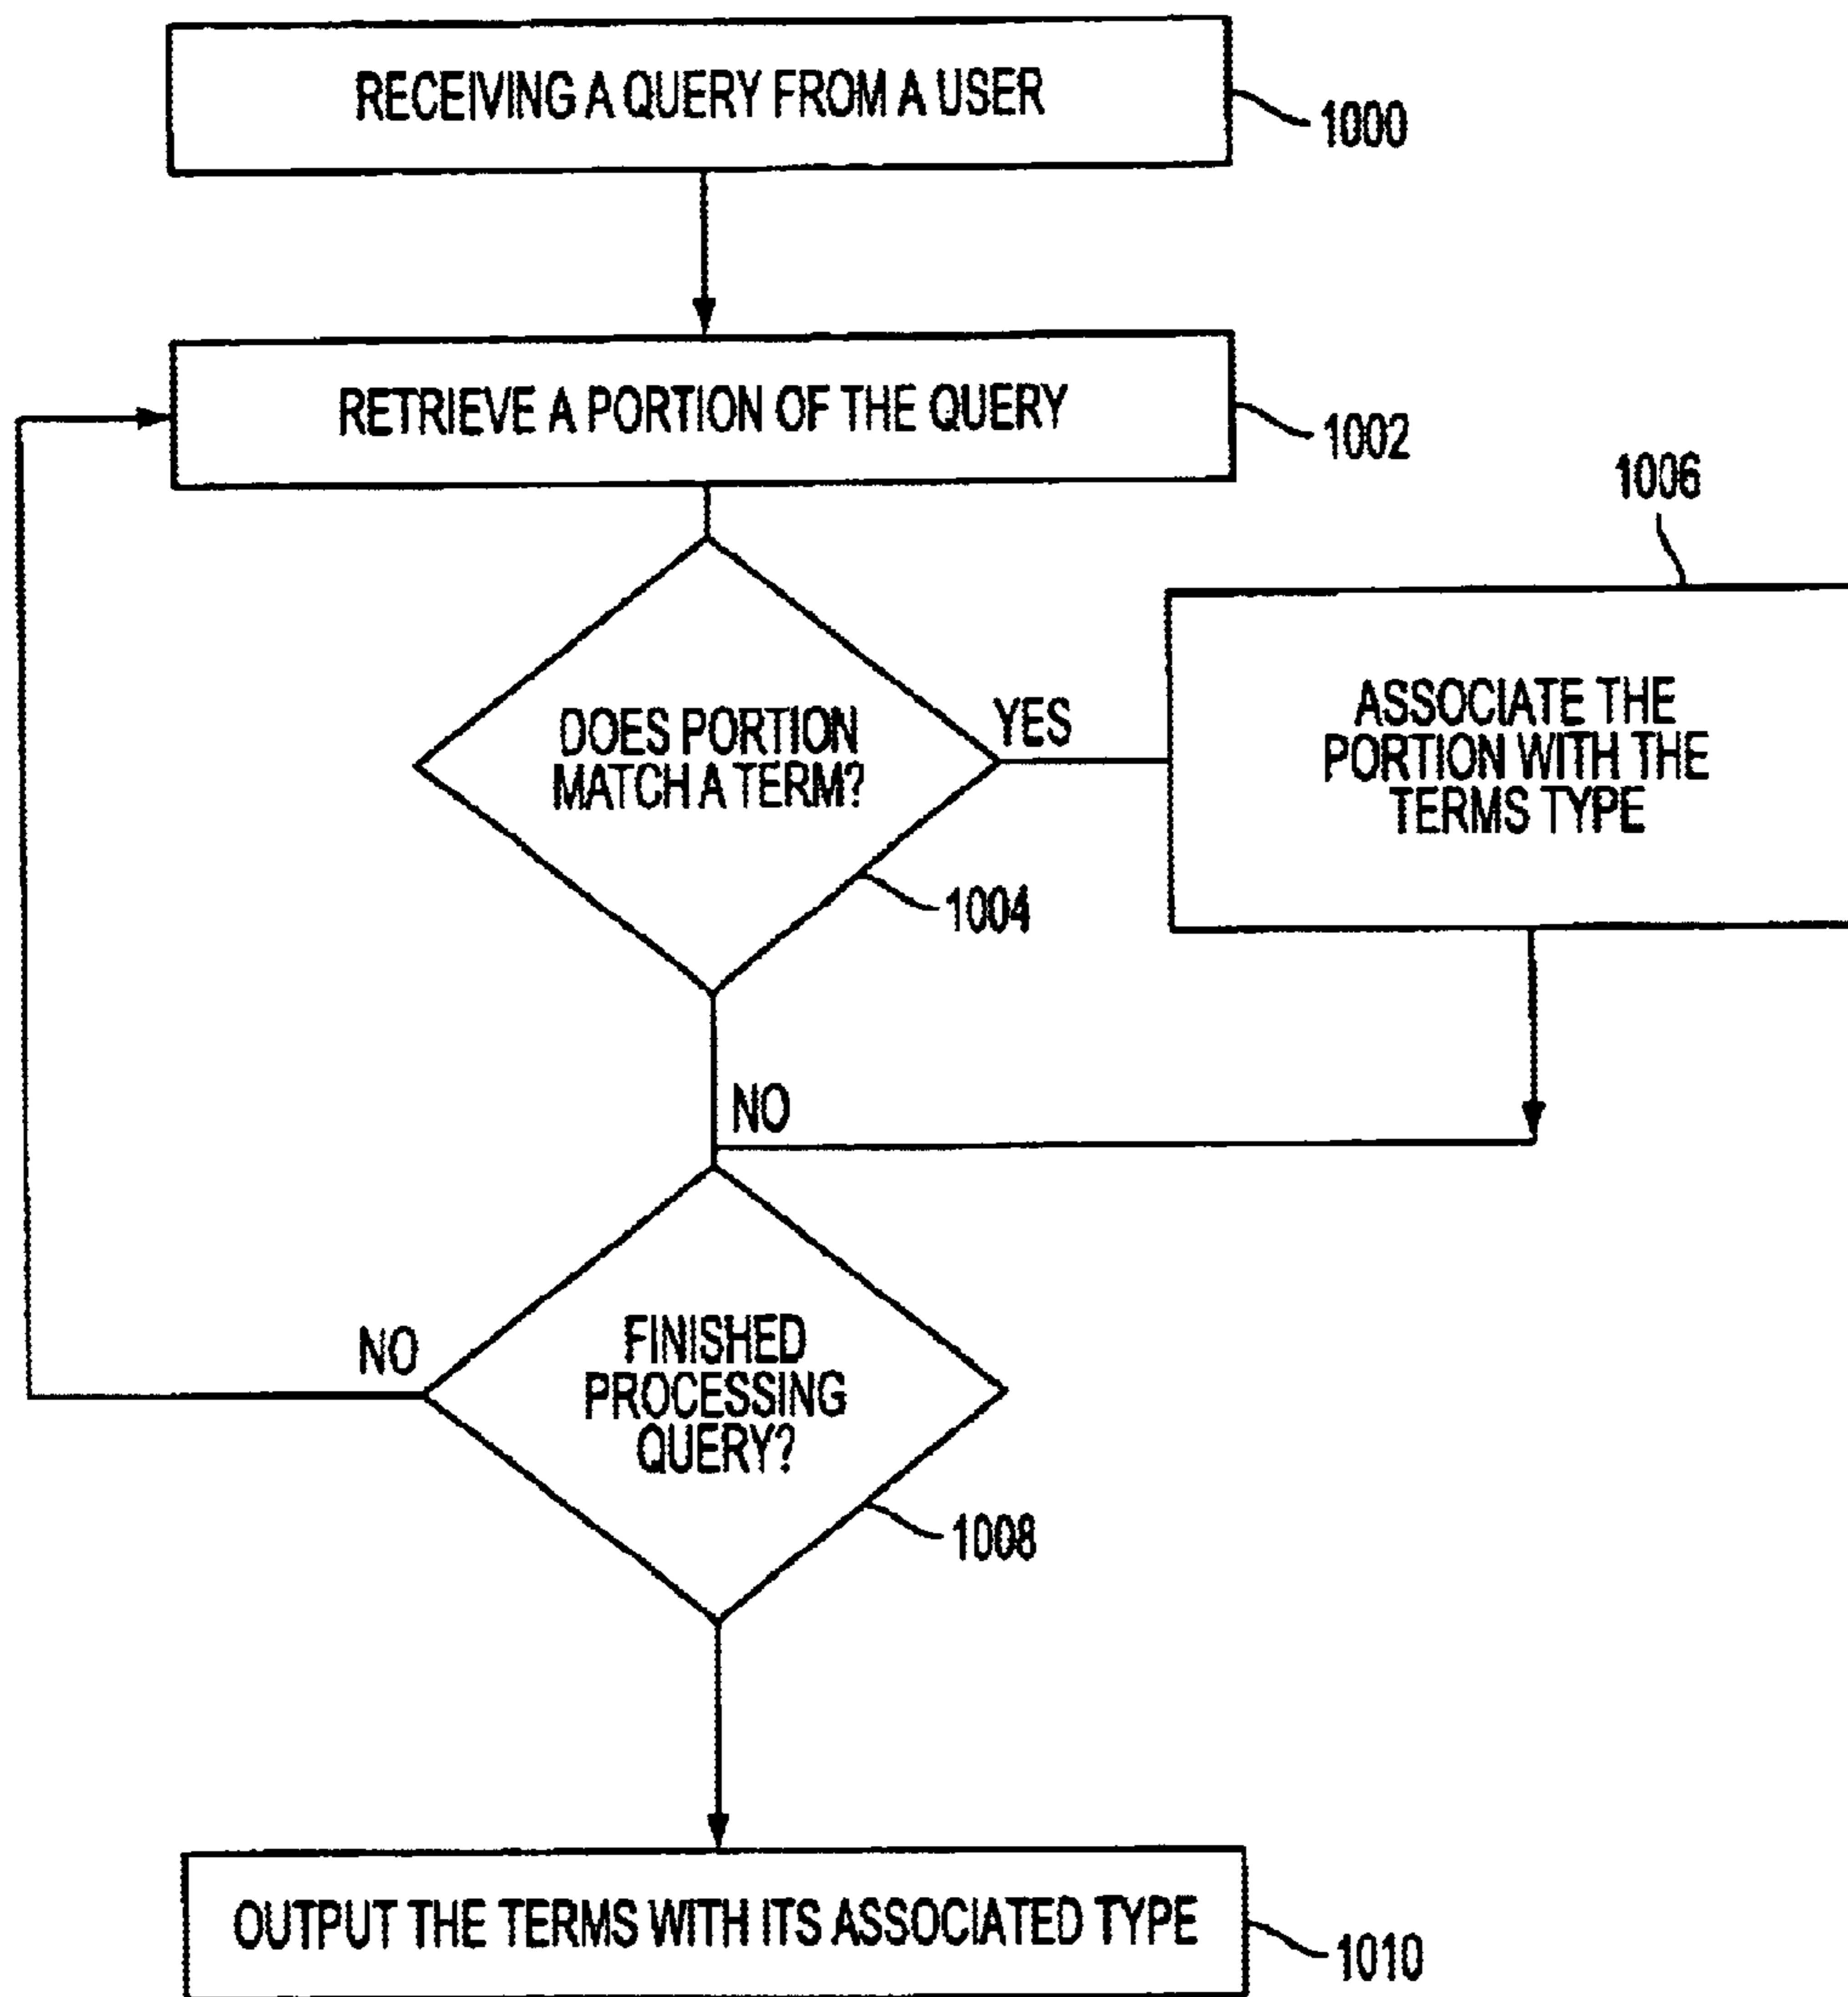 RECEIVING A QUERY FROM A USER
1000
RETRIEVE A PORTION OF THE QUERY
1002
1006
DOES PORTION
MATCH A TERM?
YES
ASSOCIATE THE
PORTION WITH THE
TERMS TYPE
1004
NO
FINISHED
PROCESSING
QUERY?
NO
1008
OUTPUT THE TERMS WITH ITS ASSOCIATED TYPE
1010